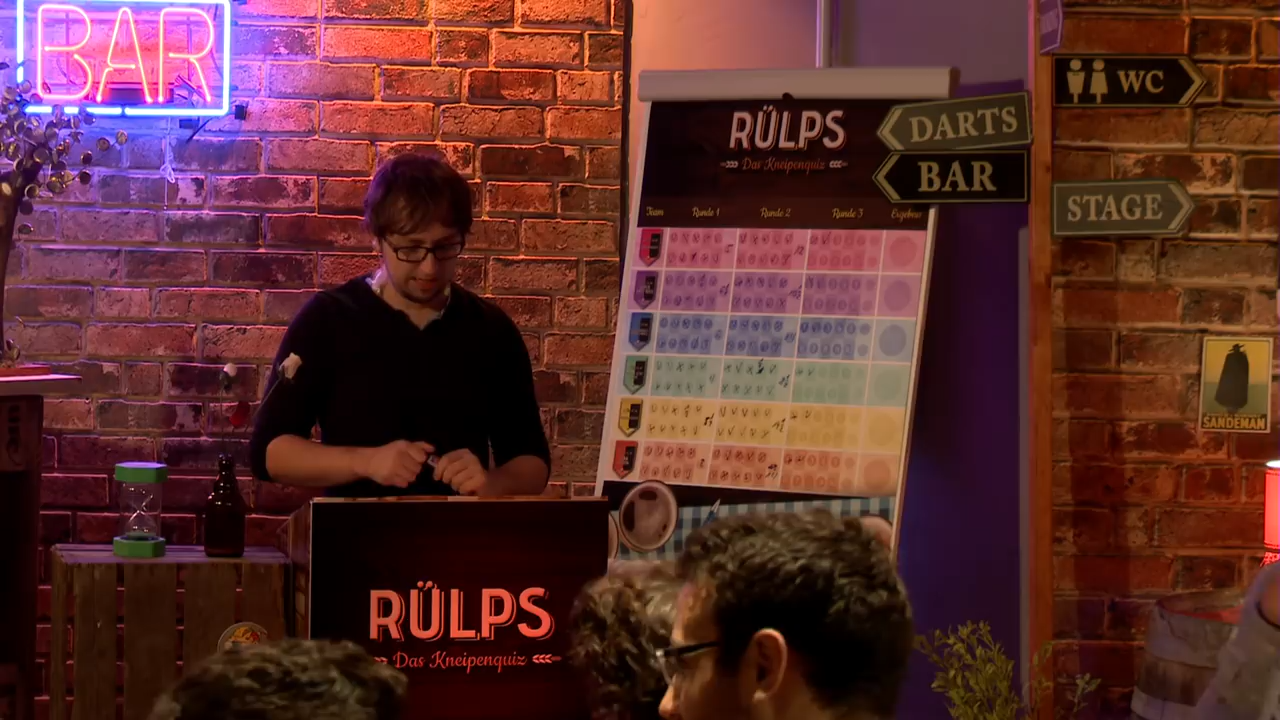 BAR
RÜLPS
Das Kneipenquiz
Team Runde 1 Runde 2 Runde 3 Ergebnis
DARTS
BAR
WC
STAGE
SANDEMAN
RÜLPS
Das Kneipenquiz